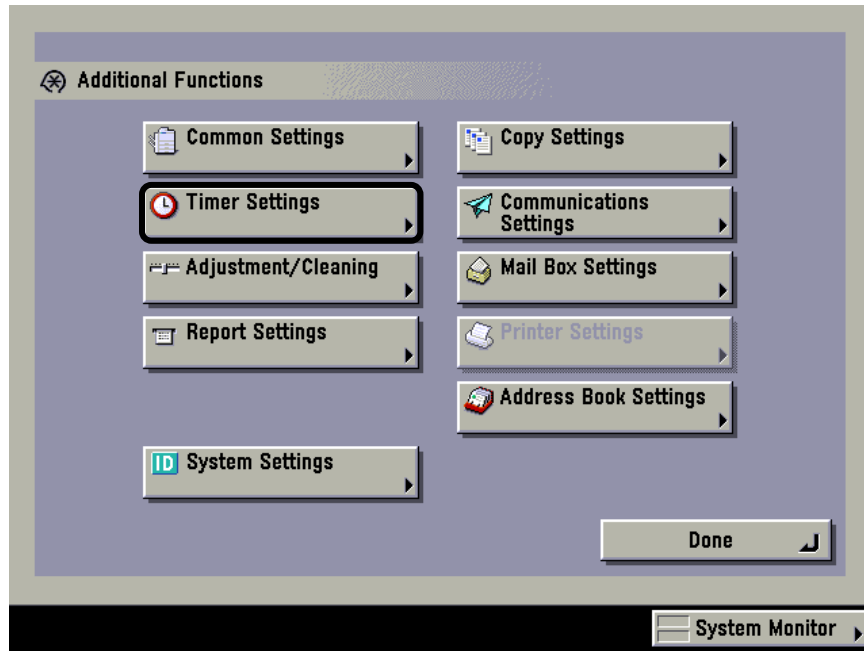 Additional Functions
Common Settings
Copy Settings
Timer Settings
Communications
Settings
Adjustment/Cleaning
Mail Box Settings
Report Settings
Printer Settings
Address Book Settings
ID
System Settings
Done
System Monitor